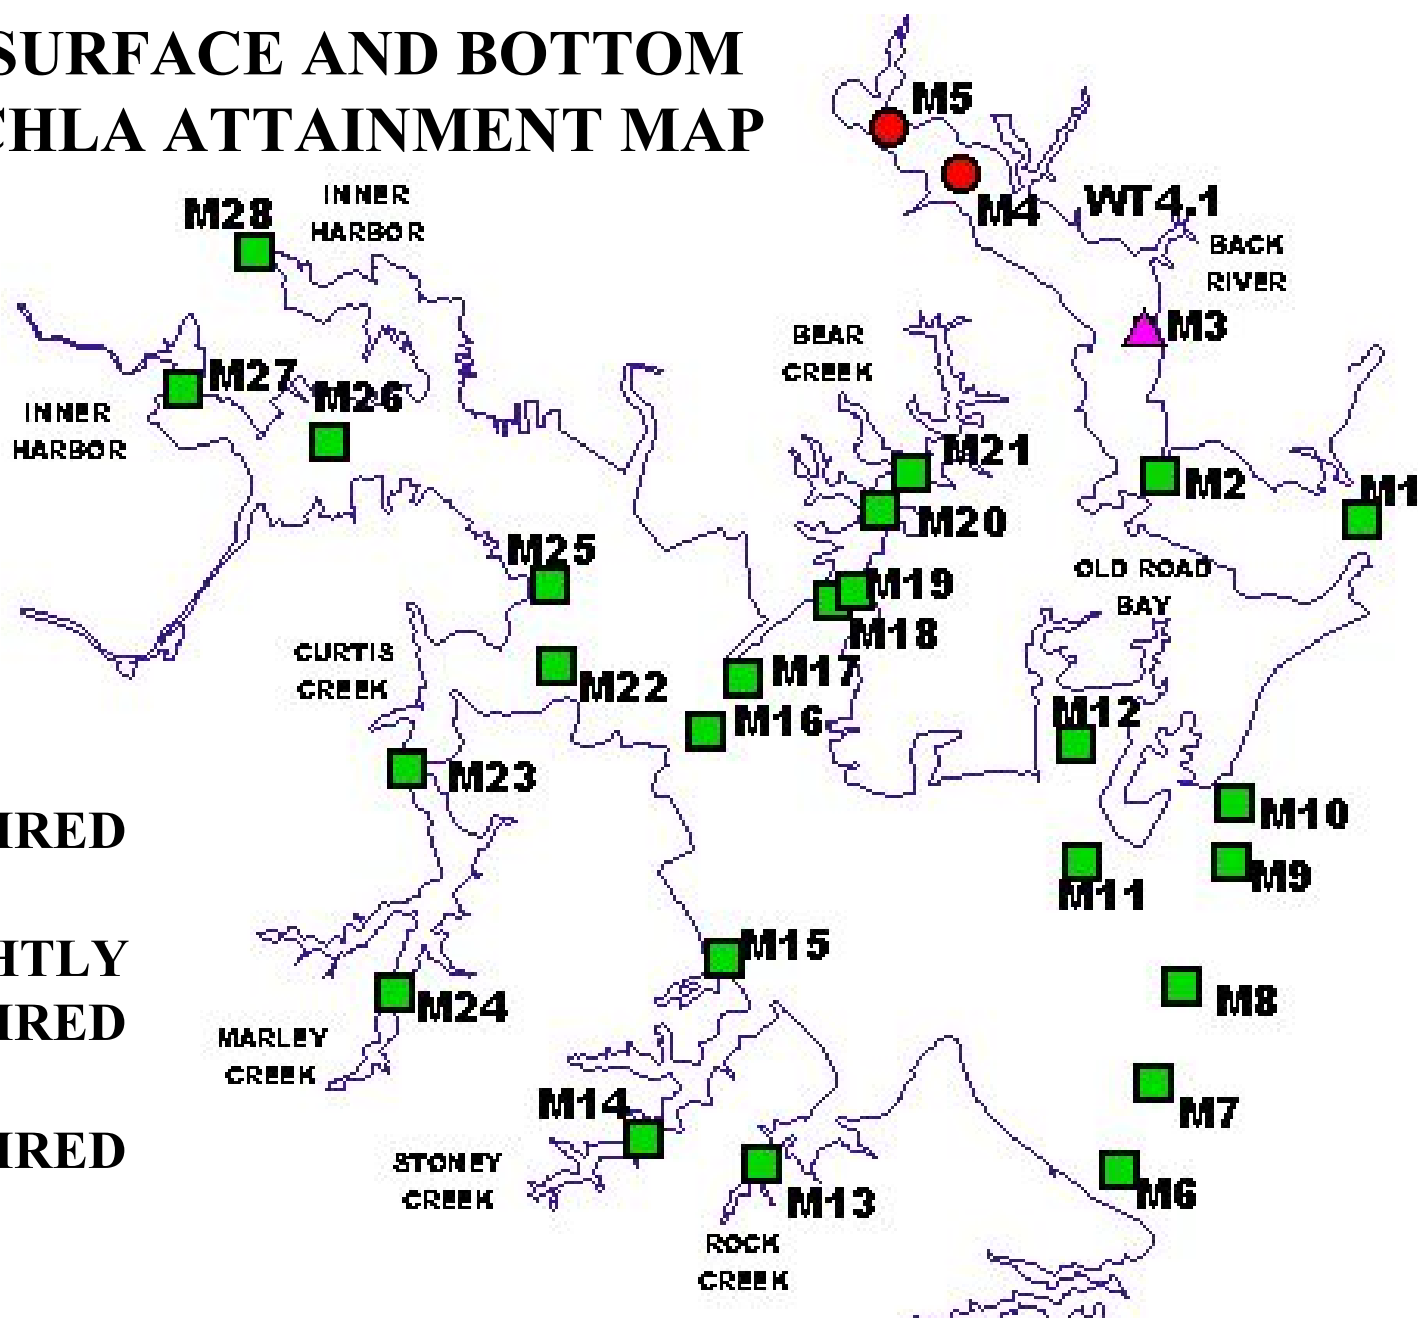 SURFACE AND BOTTOM
CHLA ATTAINMENT MAP
M5
M4
WT4.1
BACK
RIVER
M28
INNER
HARBOR
M3
BEAR
CREEK
M27
M26
INNER
HARBOR
M21
M2
M1
M20
M25
OLD ROAD
BAY
M19
M18
CURTIS
CREEK
M22
M17
M16
M12
M23
M10
IRED
M9
M11
HTLY
IRED
M15
M24
M8
MARLEY
CREEK
M14
M7
IRED
STONEY
CREEK
M13
M6
ROCK
CREEK